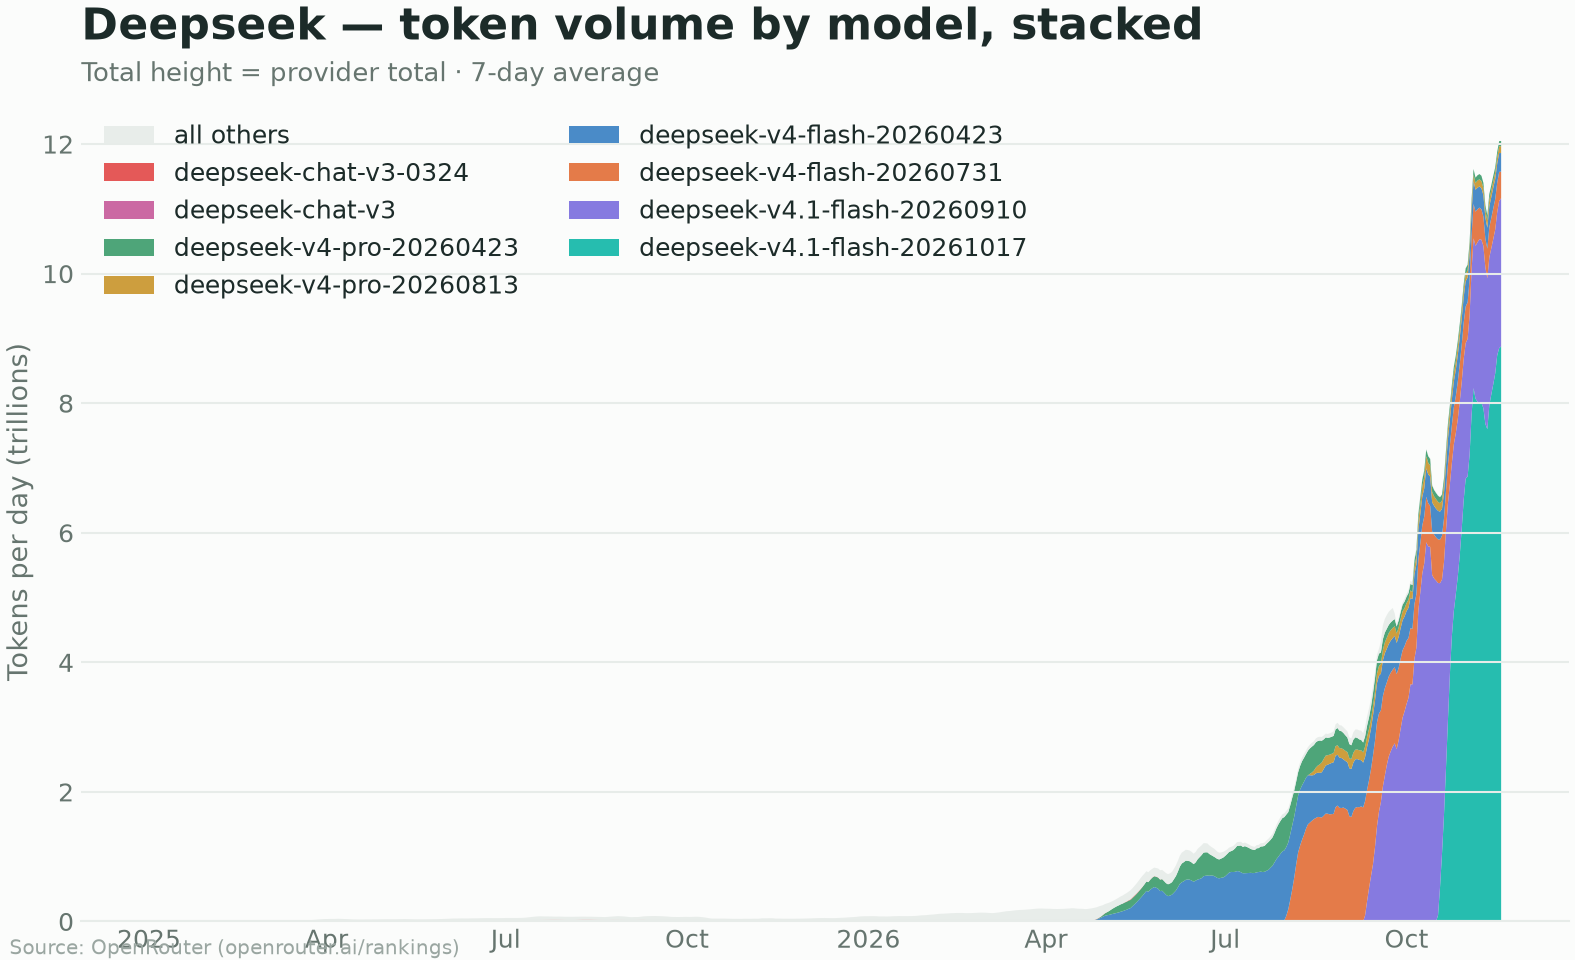 Deepseek — token volume by model, stacked
Total height = provider total · 7-day average
all others
deepseek-chat-v3-0324
deepseek-chat-v3
deepseek-v4-pro-20260423
deepseek-v4-pro-20260813
deepseek-v4-flash-20260423
deepseek-v4-flash-20260731
deepseek-v4.1-flash-20260910
deepseek-v4.1-flash-20261017
Tokens per day (trillions)
12
10
8
6
4
2
0
2025
Apr
Jul
Oct
2026
Apr
Jul
Oct
Source: OpenRouter (openrouter.ai/rankings)